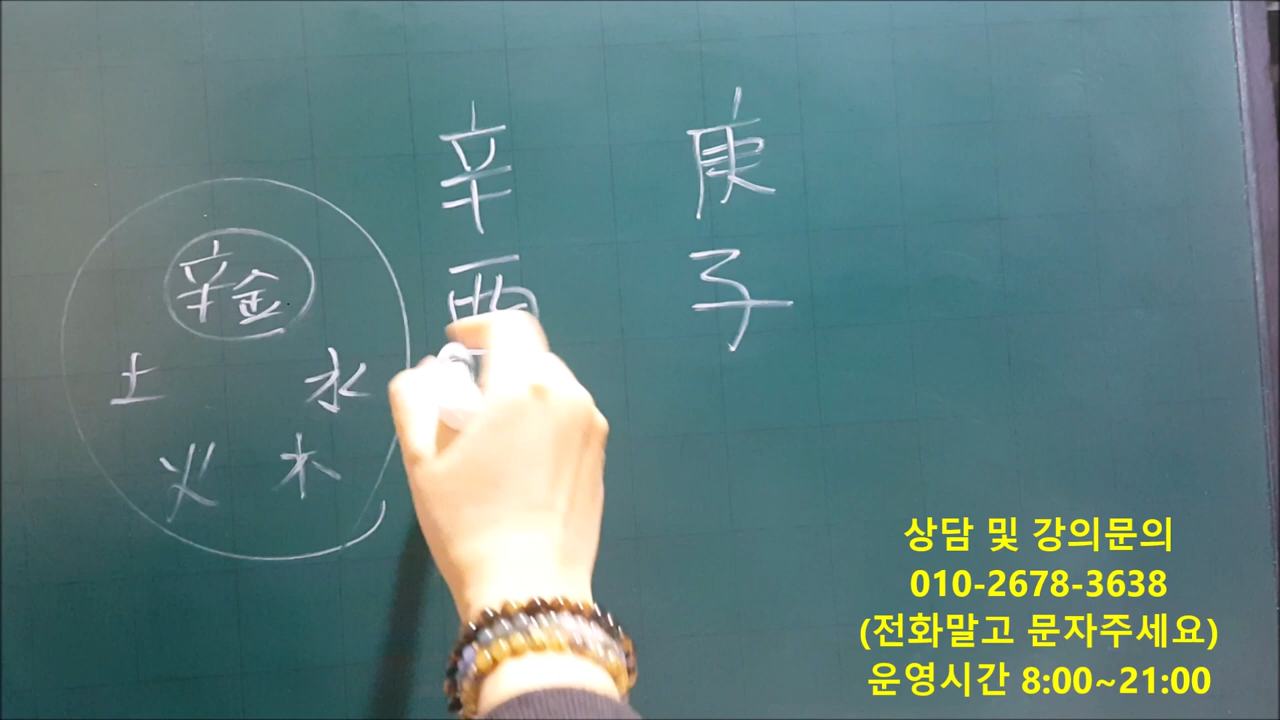 辛 庚
酉 子
辛金
土 水
火 木
상담 및 강의문의
010-2678-3638
(전화말고 문자주세요)
운영시간 8:00~21:00